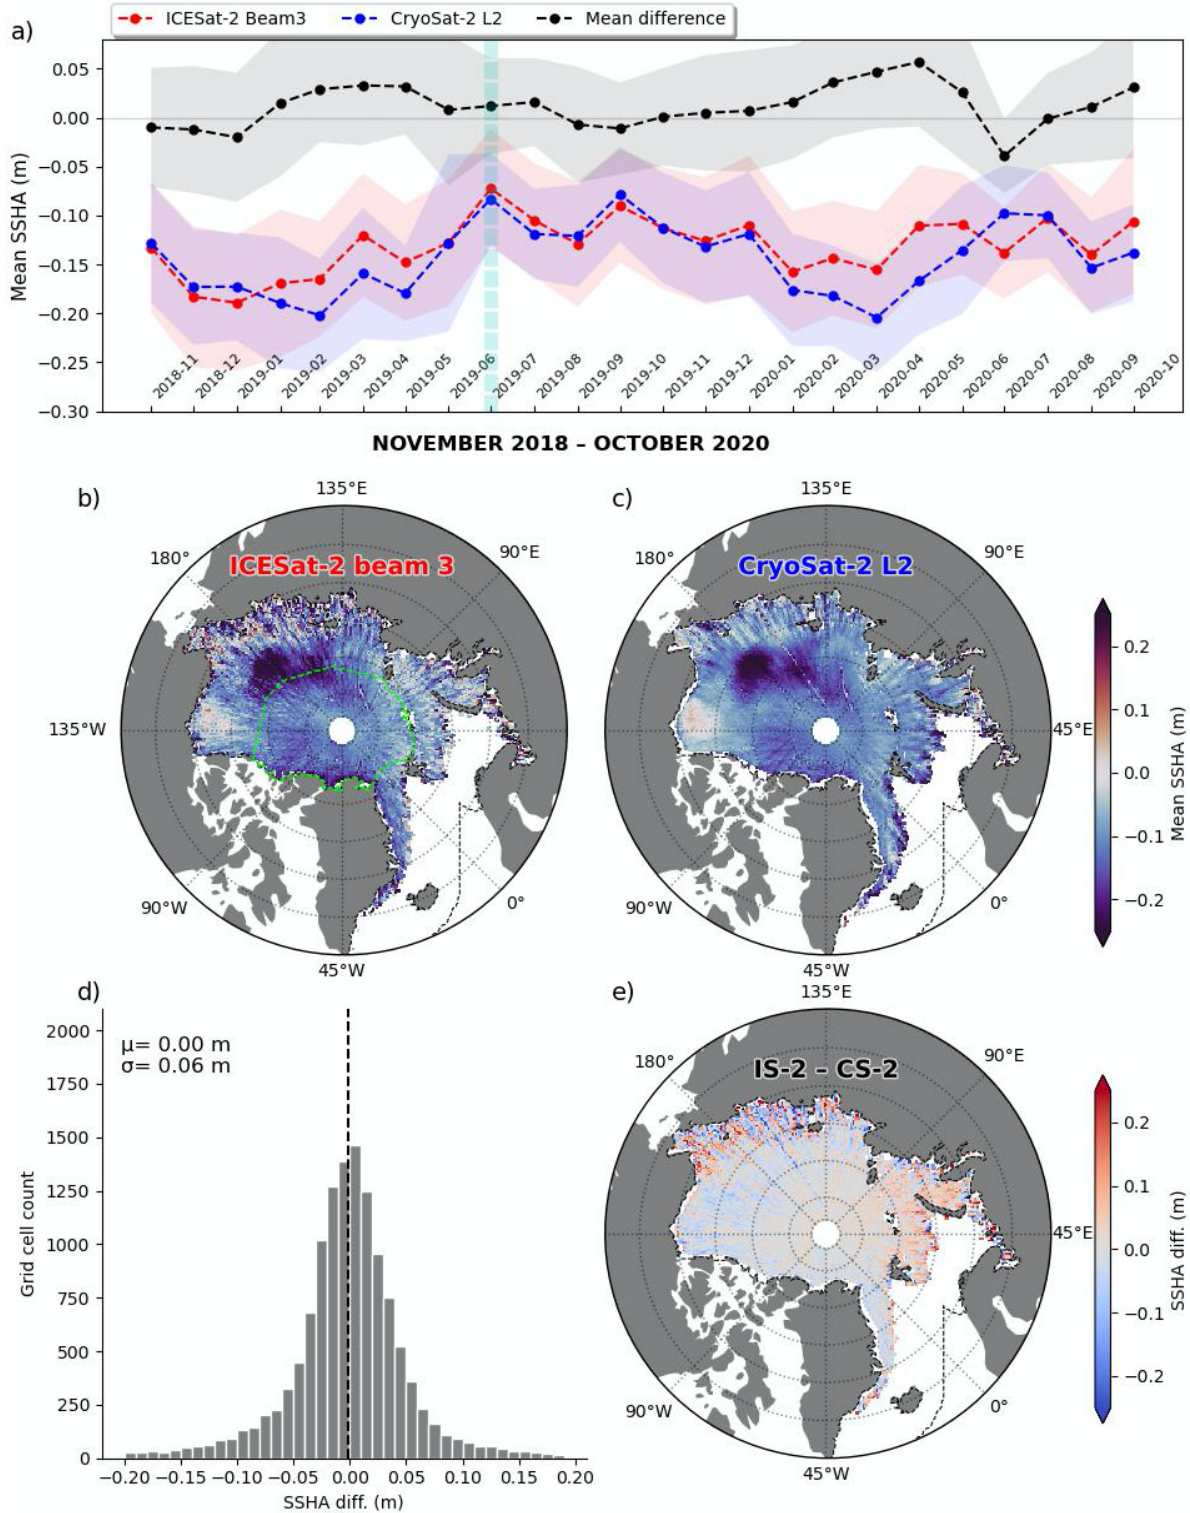 a)
ICESat-2 Beam3 CryoSat-2 L2 Mean difference
Mean SSHA (m)
0.05
0.00
−0.05
−0.10
−0.15
−0.20
−0.25
−0.30
2018-11 2018-12 2019-01 2019-02 2019-03 2019-04 2019-05 2019-06 2019-07 2019-08 2019-09 2019-10 2019-11 2019-12 2020-01 2020-02 2020-03 2020-04 2020-05 2020-06 2020-07 2020-08 2020-09 2020-10
NOVEMBER 2018 – OCTOBER 2020
b)
135°E
180°
90°E
ICESat-2 beam 3
135°W
90°W
0°
45°W
c)
135°E
180°
90°E
CryoSat-2 L2
45°E
90°W
0°
45°W
0.2
0.1
0.0
−0.1
−0.2
Mean SSHA (m)
d)
μ= 0.00 m
σ= 0.06 m
Grid cell count
2000
1750
1500
1250
1000
750
500
250
0
−0.20 −0.15 −0.10 −0.05 0.00 0.05 0.10 0.15 0.20
SSHA diff. (m)
e)
135°E
180°
90°E
IS-2 – CS-2
45°E
90°W
0°
45°W
0.2
0.1
0.0
−0.1
−0.2
SSHA diff. (m)